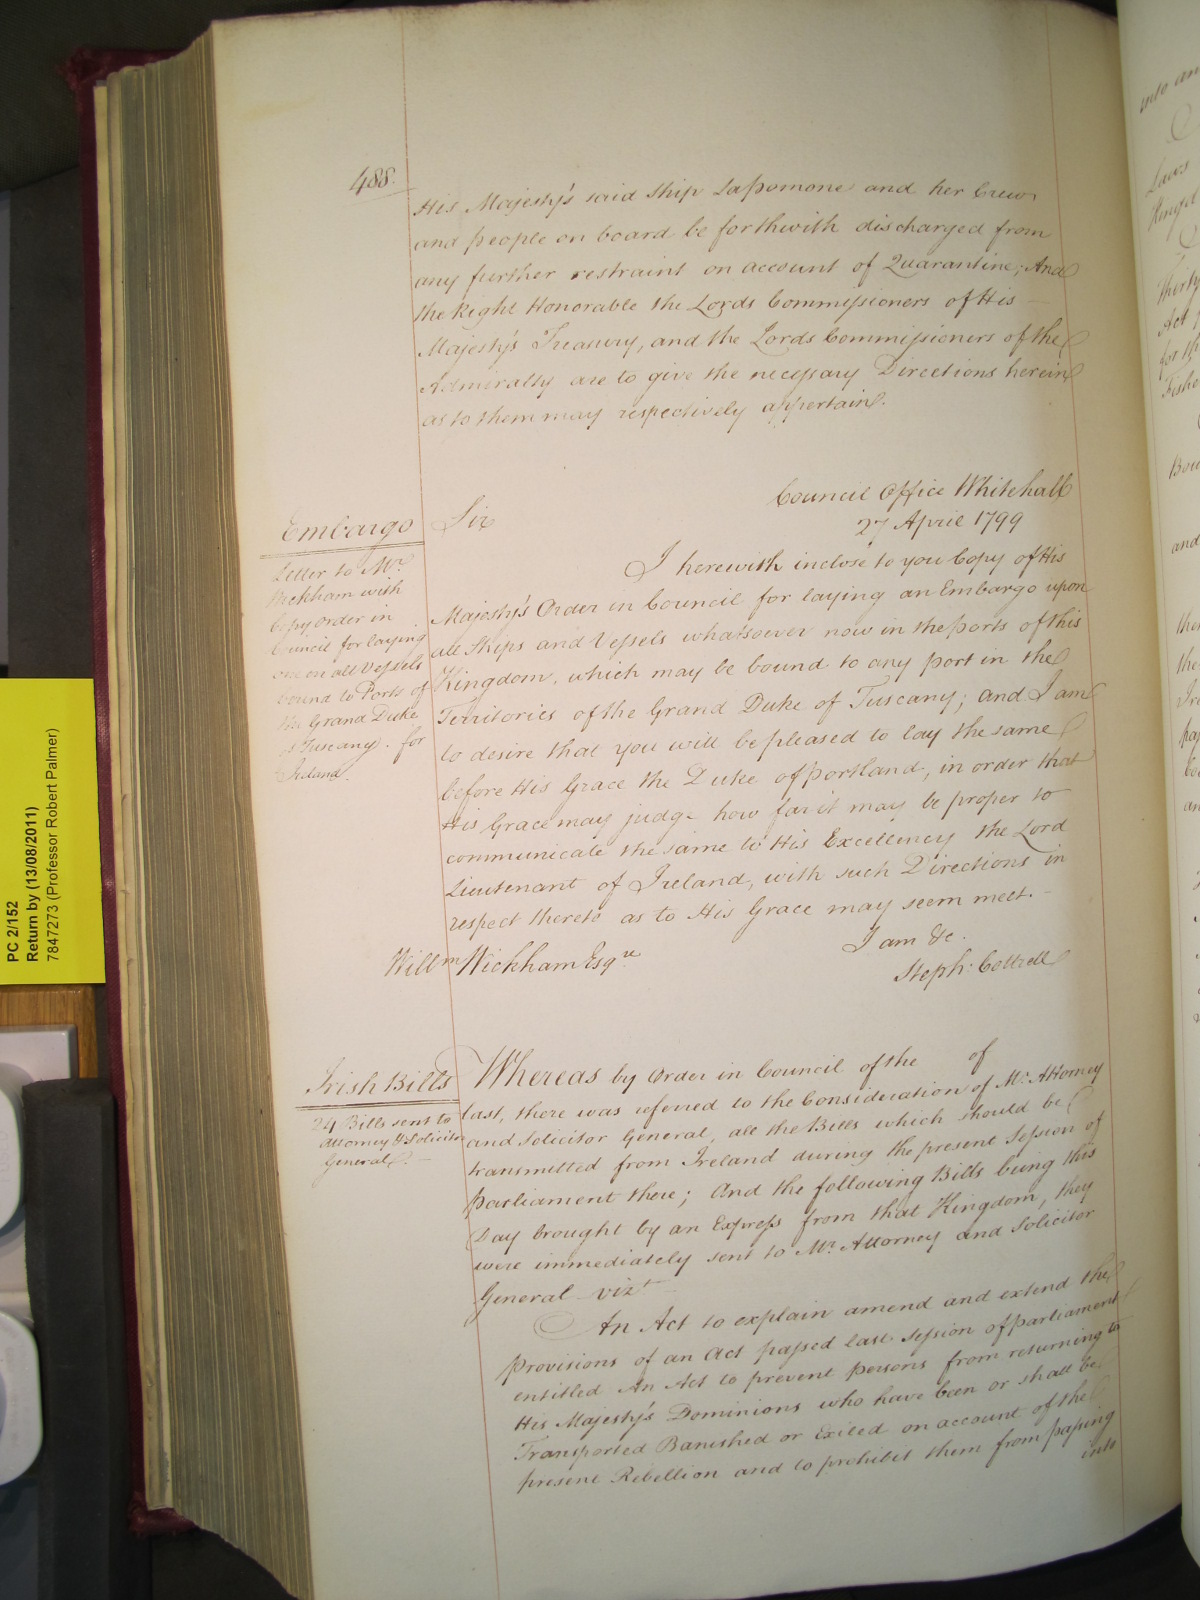 488.
His Majesty's said Ship La Pomone and her Crew
and people on board be forthwith discharged from
any further restraint on account of Quarantine; And
the Right Honorable the Lords Commissioners of His
Majesty's Treasury, and the Lords Commissioners of the
Admiralty are to give the necessary Directions herein
as to them may respectively appertain.
Council Office Whitehall
27 April 1799
Embargo
Letter to Mr.
Wickham with
Copy order in
Council for laying
one on all Vessels
bound to Ports of
the Grand Duke
of Tuscany. for
Ireland.
Sir
I herewith inclose to you Copy of His
Majesty's Order in Council for laying an Embargo upon
all Ships and Vessels whatsoever now in the ports of this
Kingdom, which may be bound to any port in the
Territories of the Grand Duke of Tuscany; and I am
to desire that you will be pleased to lay the same
before His Grace the Duke of Portland, in order that
His Grace may judge how far it may be proper to
communicate the same to His Excellency the Lord
Lieutenant of Ireland, with such Directions in
respect thereto as to His Grace may seem meet.
I am &c.
Willm Wickham Esqre
Steph: Cottrell
Irish Bills
24 Bills sent to
Attorney & Solicitor
General.
Whereas by Order in Council of the of
last, there was referred to the Consideration of Mr. Attorney
and Solicitor General, all the Bills which should be
transmitted from Ireland during the present Session of
Parliament there; And the following Bills being this
Day brought by an Express from that Kingdom, they
were immediately sent to Mr. Attorney and Solicitor
General vizt
An Act to explain amend and extend the
provisions of an Act passed last Session of parliament
entitled An Act to prevent persons from returning to
His Majesty's Dominions who have been or shall be
Transported Banished or Exiled on account of the
present Rebellion and to prohibit them from passing
into
PC 2/152
Return by (13/08/2011)
7847273 (Professor Robert Palmer)
into an
Laws
Kingd
thirty
Act
for th
Fishe
Bou
and
ther
the